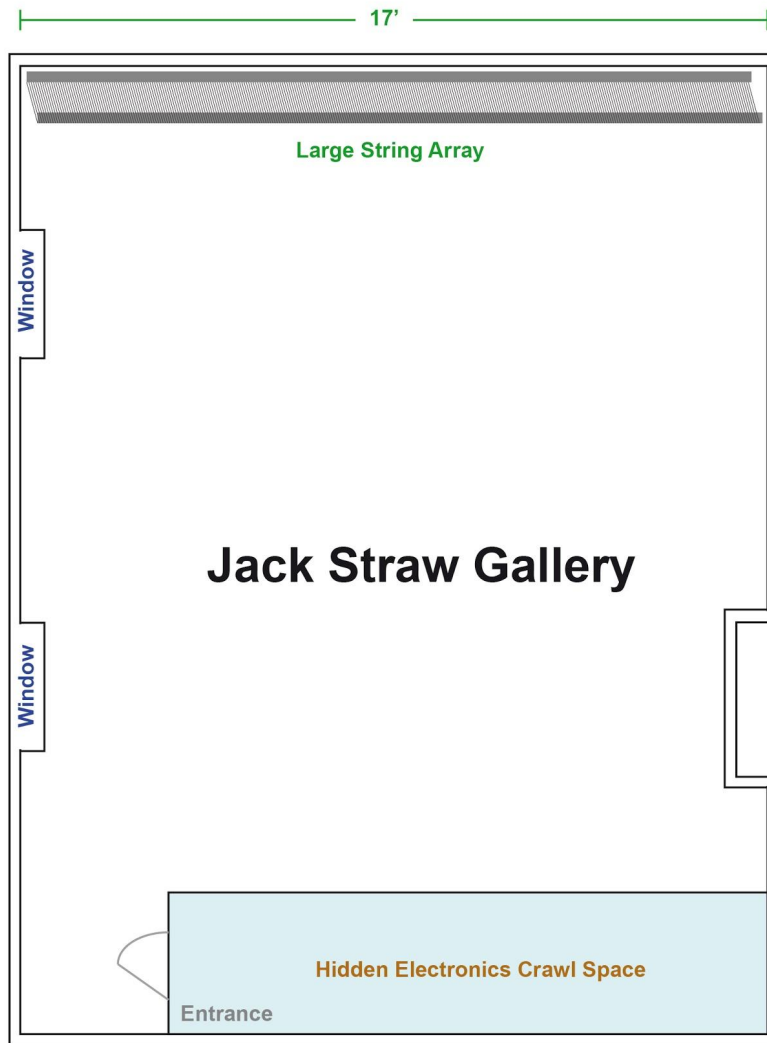 17’
Large String Array
Window
Jack Straw Gallery
Window
Hidden Electronics Crawl Space
Entrance